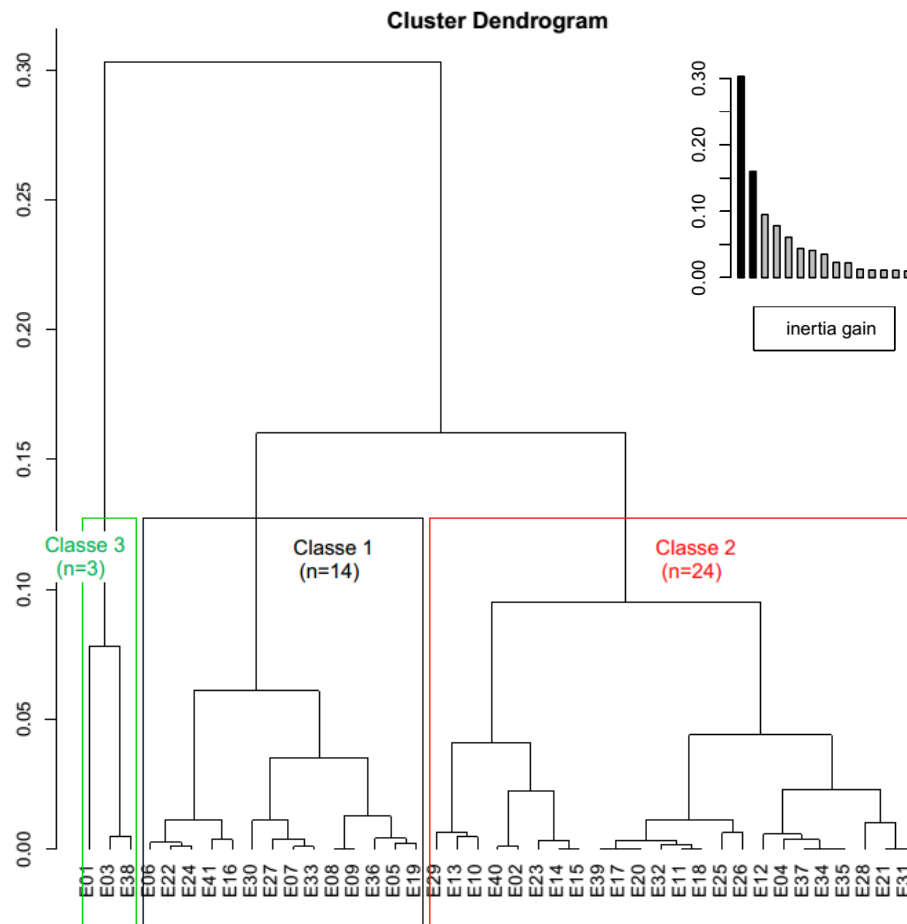 Cluster Dendrogram
0.30
0.25
0.20
0.15
0.10
0.05
0.00
0.30
0.20
0.10
0.00
inertia gain
Classe 3
(n=3)
Classe 1
(n=14)
Classe 2
(n=24)
E01
E03
E38
E06
E22
E24
E41
E16
E30
E27
E07
E33
E08
E09
E36
E05
E19
E29
E13
E10
E40
E02
E23
E14
E15
E39
E17
E20
E32
E11
E18
E25
E26
E12
E04
E37
E34
E35
E28
E21
E31